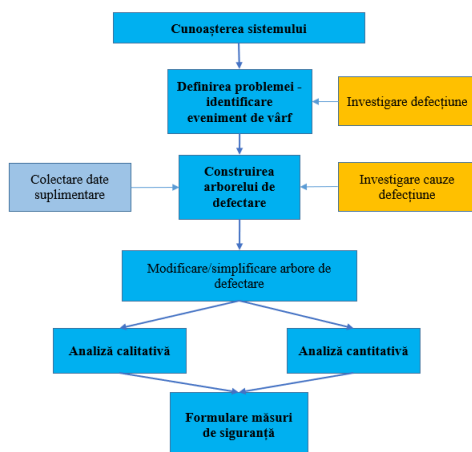 Cunoașterea sistemului
Definirea problemei -
identificare
eveniment de vârf
Investigare defecțiune
Colectare date
suplimentare
Construirea
arborelui de
defectare
Investigare cauze
defecțiune
Modificare/simplificare arbore de
defectare
Analiză calitativă
Analiză cantitativă
Formulare măsuri
de siguranță